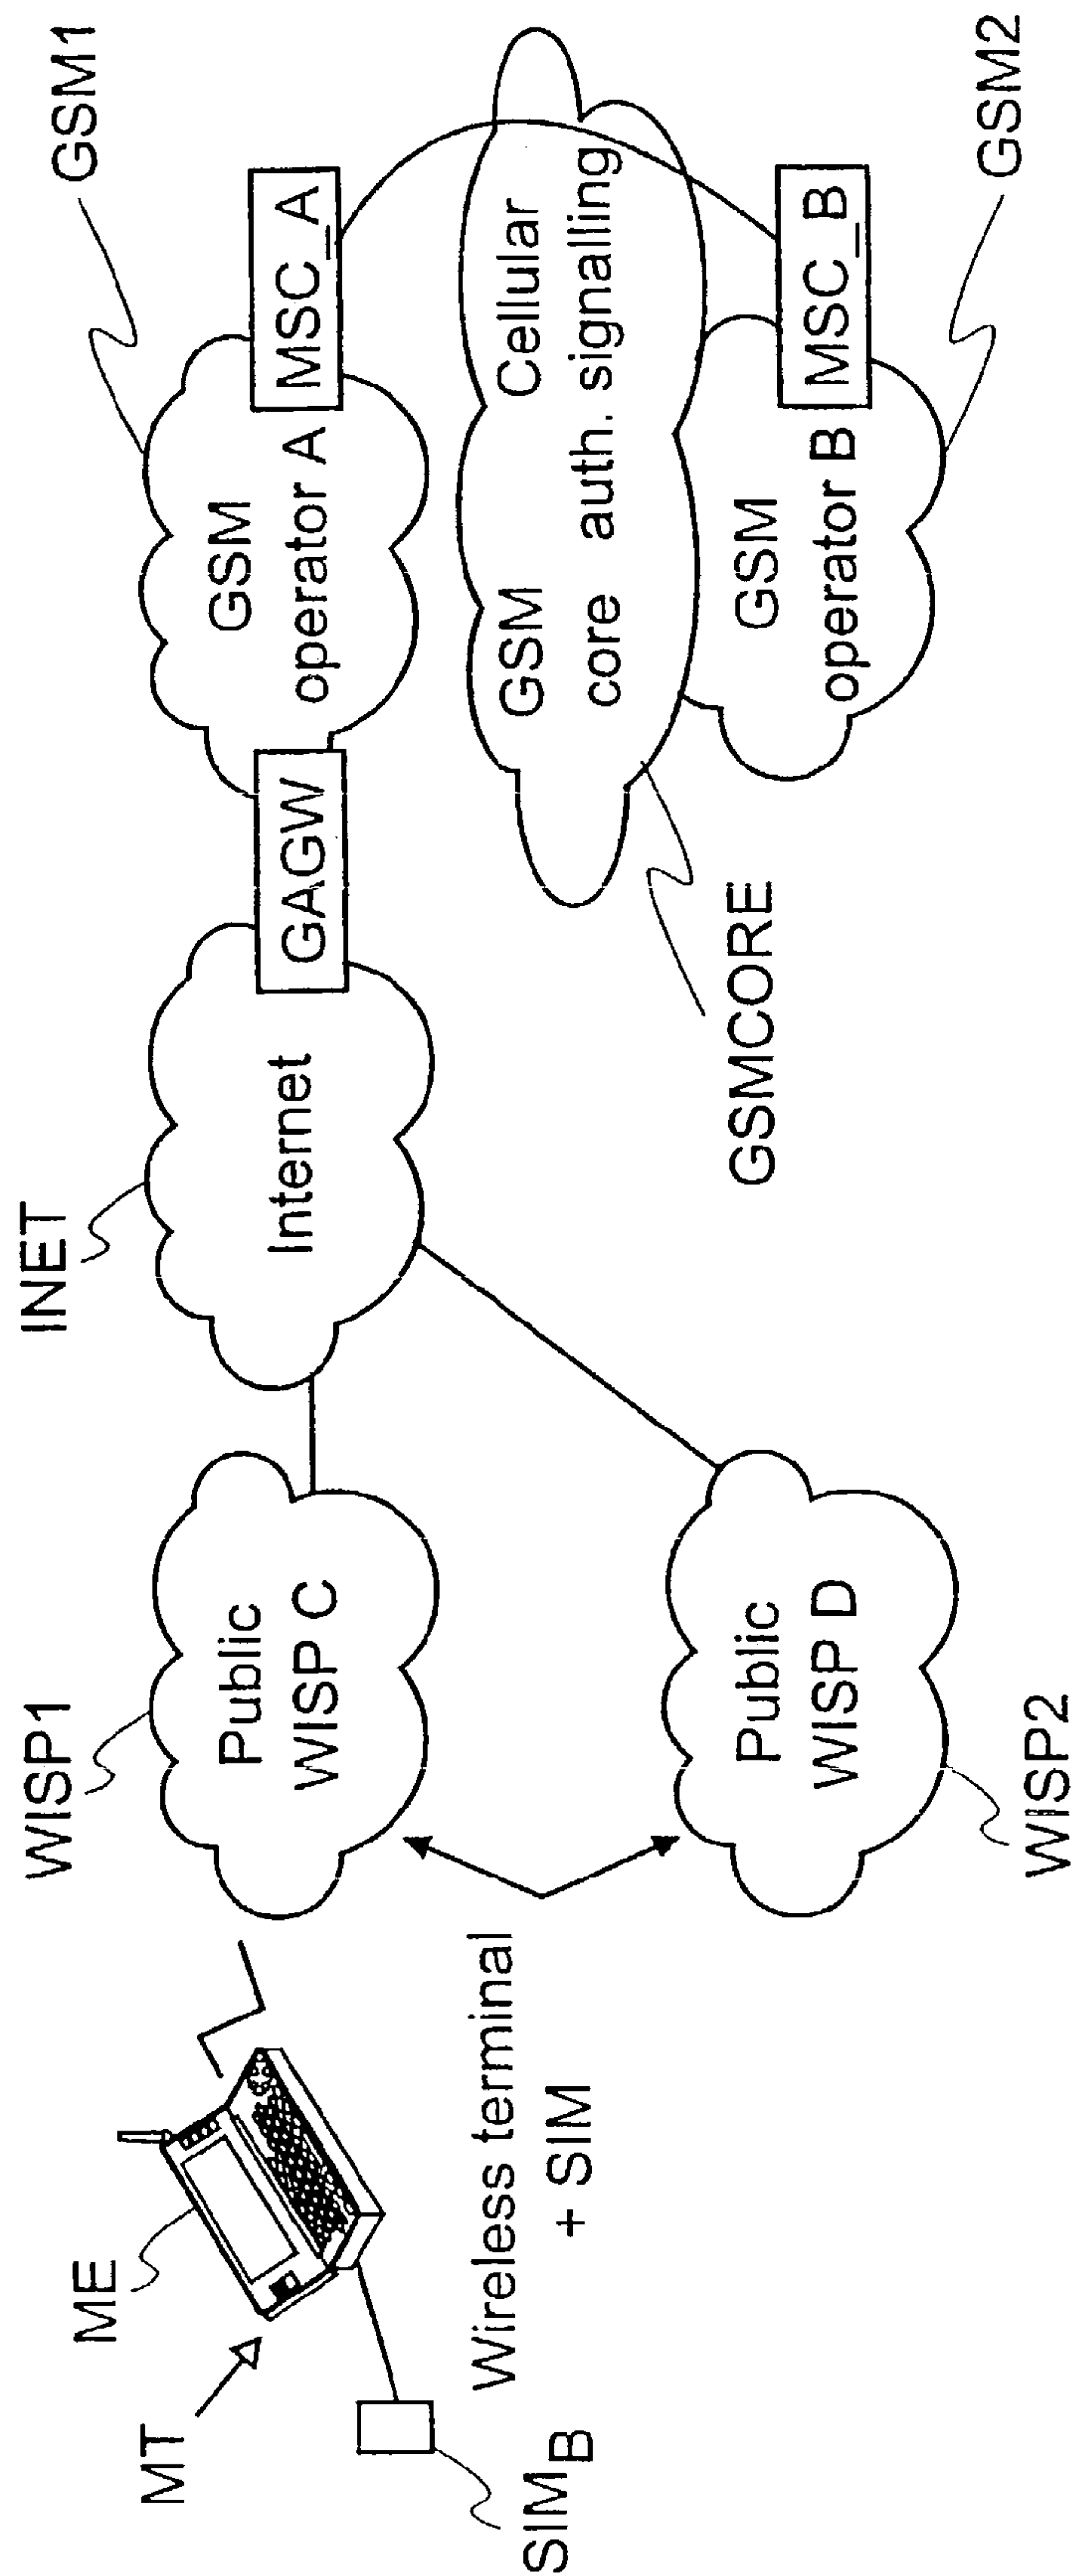 INET
GSM1
WISP1
ME
MT
Public
WISP C
Internet
GAGW
GSM
operator A
MSC_A
SIMB
Wireless terminal
+ SIM
GSM Cellular
core auth. signalling
GSMCORE
Public
WISP D
GSM
operator B
MSC_B
WISP2
GSM2